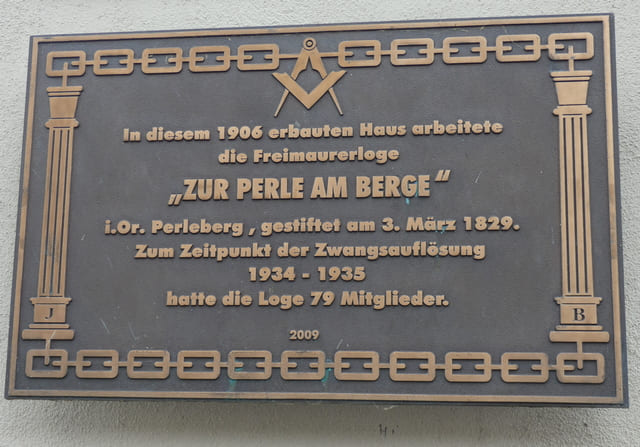 In diesem 1906 erbauten Haus arbeitete
die Freimaurerloge
„ZUR PERLE AM BERGE“
i.Or. Perleberg , gestiftet am 3. März 1829.
Zum Zeitpunkt der Zwangsauflösung
1934 - 1935
hatte die Loge 79 Mitglieder.
J
B
2009